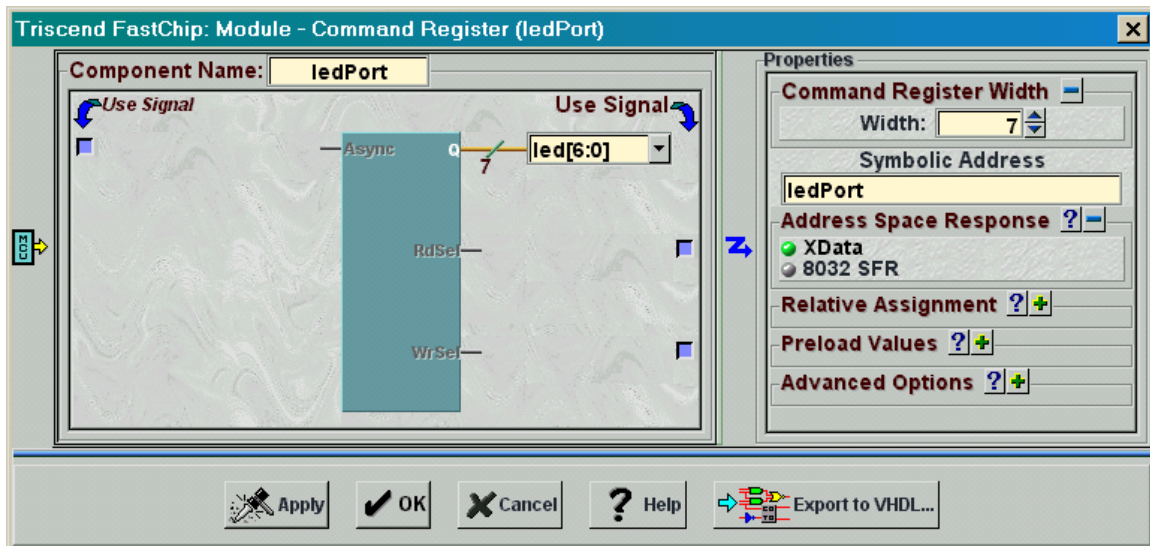 Triscend FastChip: Module - Command Register (ledPort)
Component Name: ledPort
Use Signal
Use Signal
Async
Q
7
led[6:0]
RdSel
WrSel
MCU
Properties
Command Register Width
Width: 7
Symbolic Address
ledPort
Address Space Response ?
XData
8032 SFR
Relative Assignment ? +
Preload Values ? +
Advanced Options ? +
Apply
OK
Cancel
? Help
Export to VHDL...